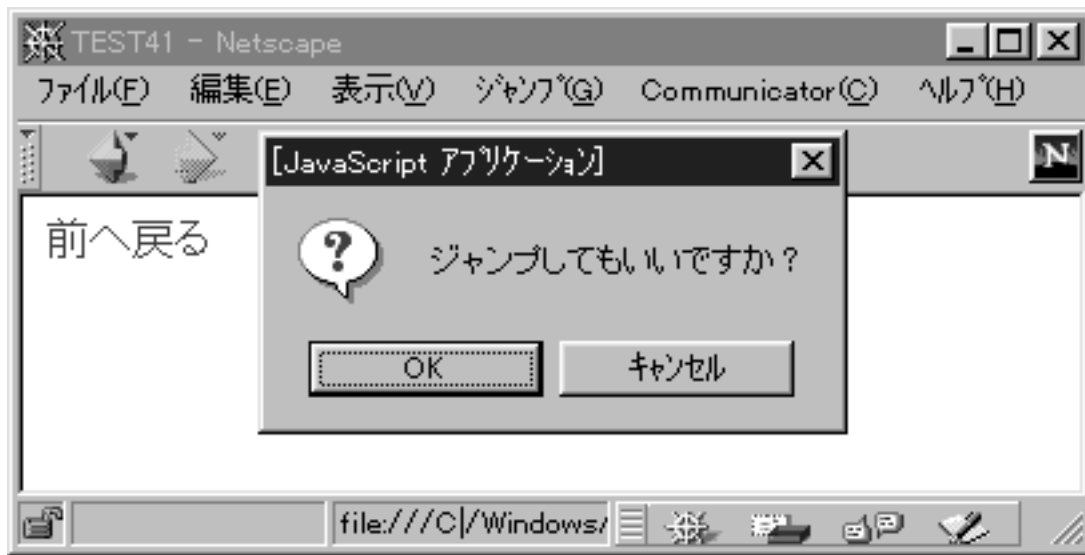 TEST41 - Netscape
ファイル(F) 編集(E) 表示(V) ジャンプ(G) Communicator(C) ヘルプ(H)
[JavaScript アプリケーション]
N
前へ戻る
?
ジャンプしてもいいですか？
OK キャンセル
file:///C|/Windows/